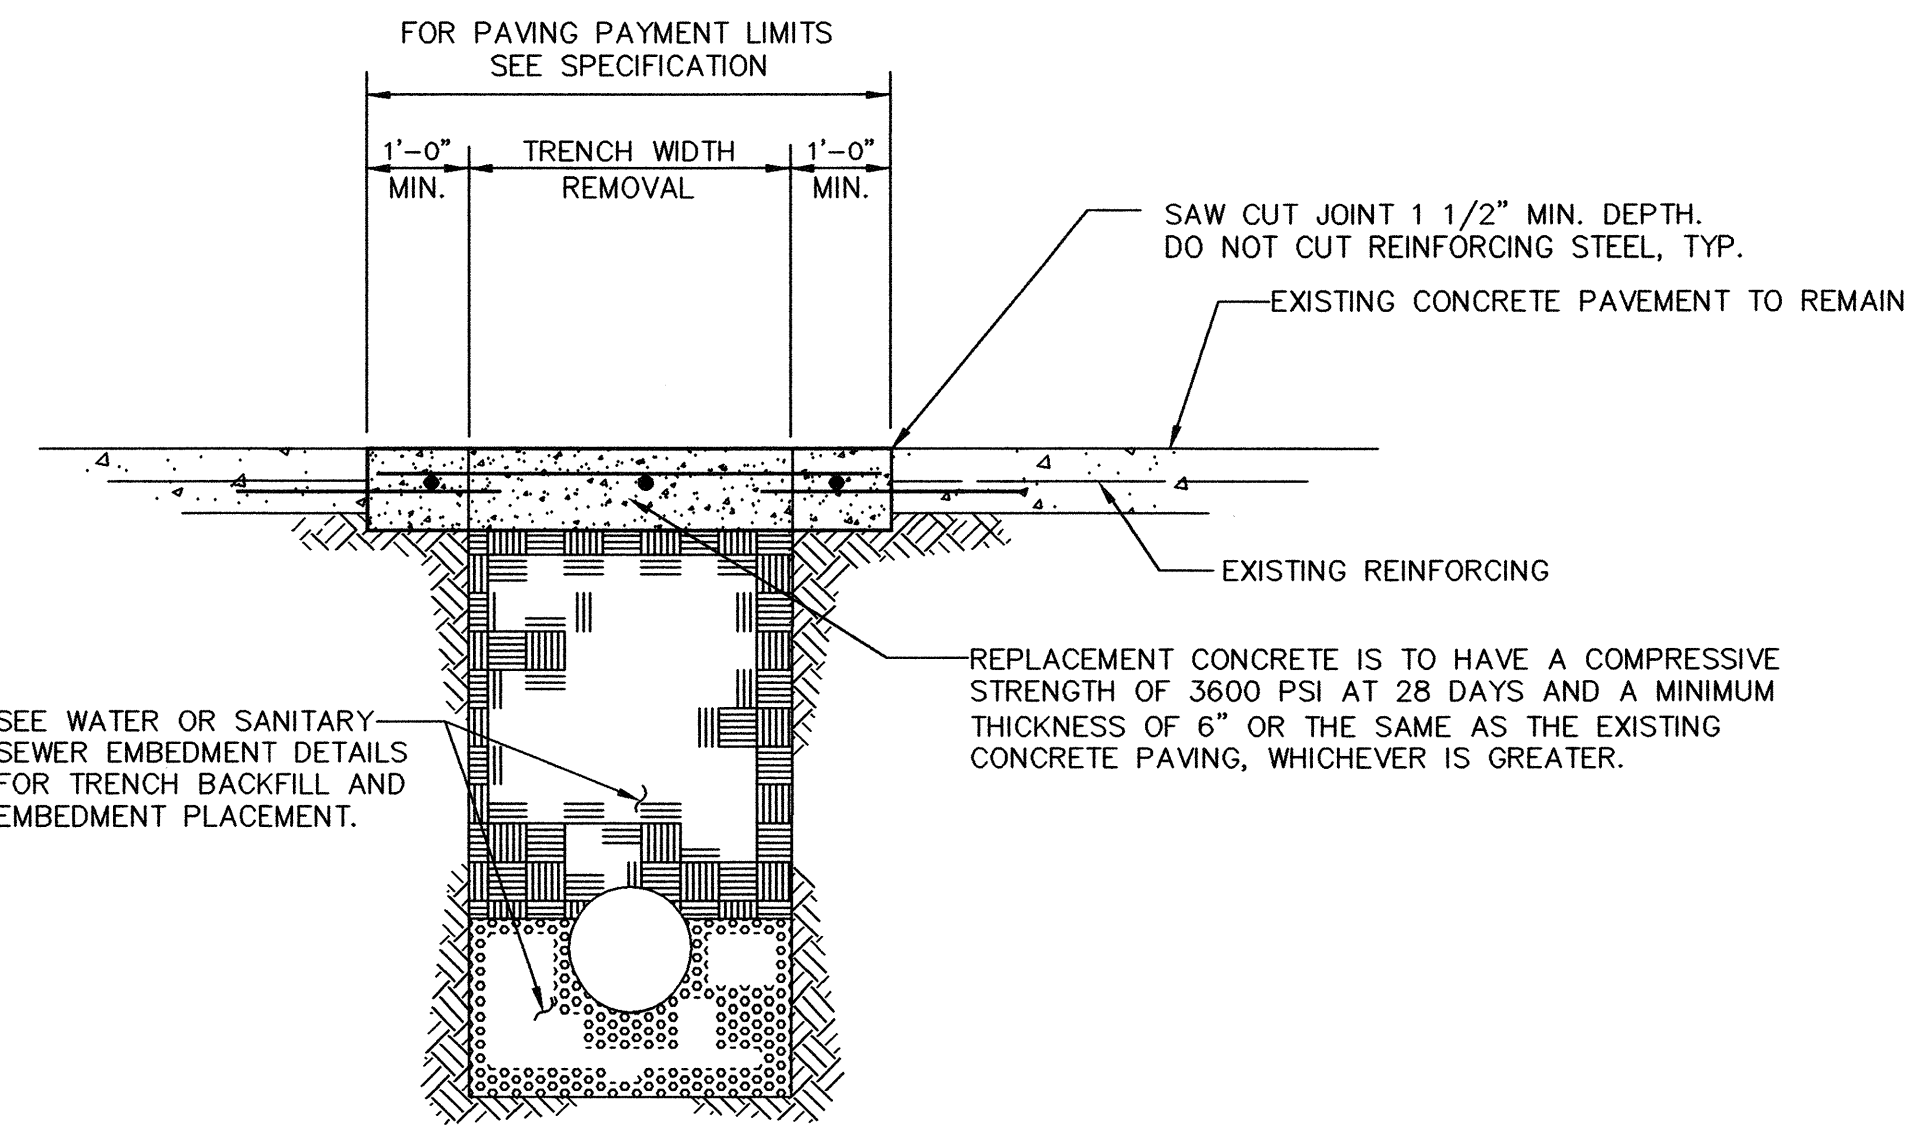 FOR PAVING PAYMENT LIMITS
SEE SPECIFICATION
1'-0"
TRENCH WIDTH
1'-0"
MIN.
REMOVAL
MIN.
SAW CUT JOINT 1 1/2" MIN. DEPTH.
DO NOT CUT REINFORCING STEEL, TYP.
EXISTING CONCRETE PAVEMENT TO REMAIN
EXISTING REINFORCING
REPLACEMENT CONCRETE IS TO HAVE A COMPRESSIVE
STRENGTH OF 3600 PSI AT 28 DAYS AND A MINIMUM
THICKNESS OF 6" OR THE SAME AS THE EXISTING
CONCRETE PAVING, WHICHEVER IS GREATER.
SEE WATER OR SANITARY
SEWER EMBEDMENT DETAILS
FOR TRENCH BACKFILL AND
EMBEDMENT PLACEMENT.